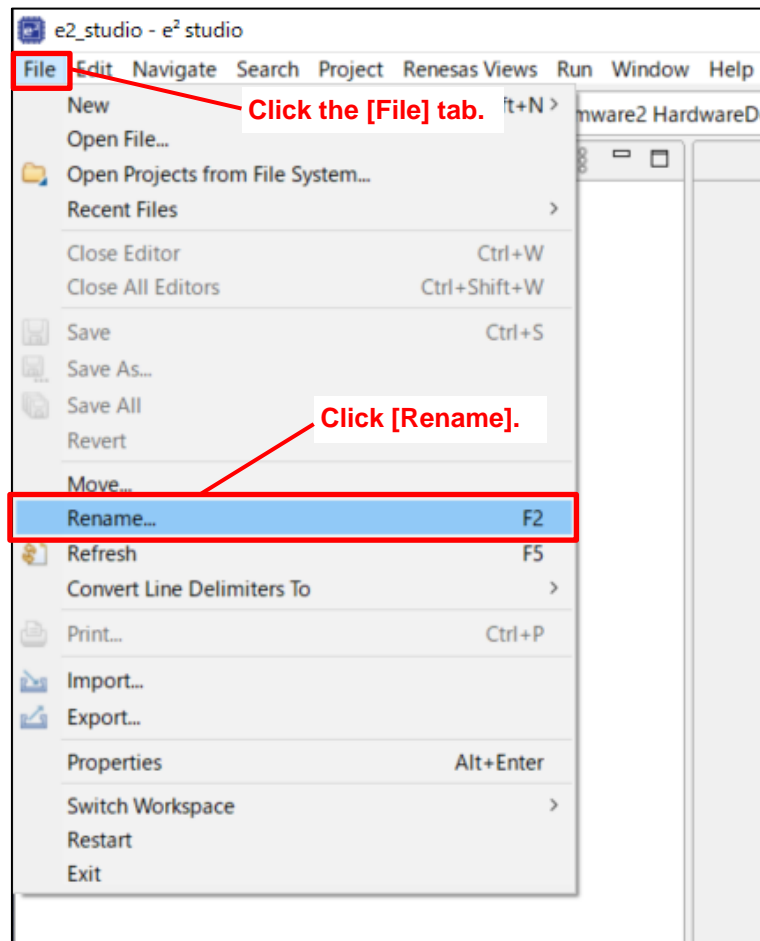 e2_studio - e² studio
File Edit Navigate Search Project Renesas Views Run Window Help
New ft+N >
Click the [File] tab.
mware2 HardwareD
Open File...
Open Projects from File System...
Recent Files >
Close Editor Ctrl+W
Close All Editors Ctrl+Shift+W
Save Ctrl+S
Save As...
Save All
Click [Rename].
Revert
Move...
Rename... F2
Refresh F5
Convert Line Delimiters To >
Print... Ctrl+P
Import...
Export...
Properties Alt+Enter
Switch Workspace >
Restart
Exit